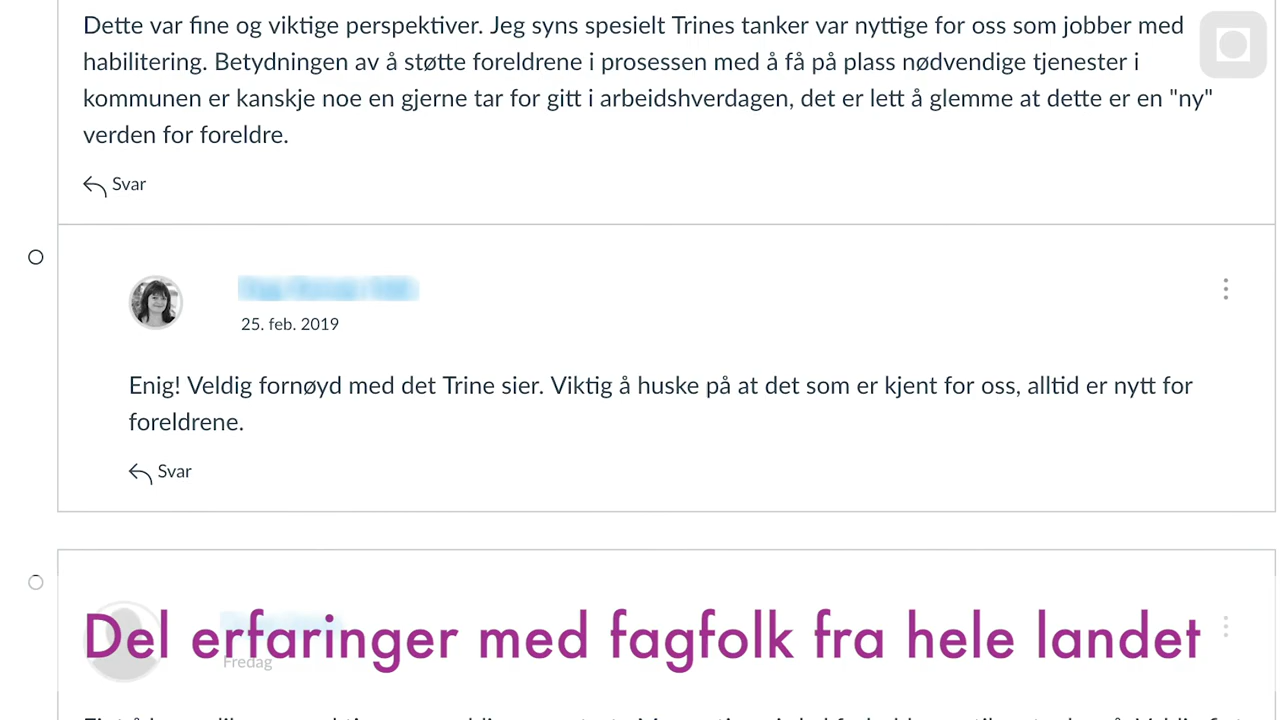 Dette var fine og viktige perspektiver. Jeg syns spesielt Trines tanker var nyttige for oss som jobber med
habilitering. Betydningen av å støtte foreldrene i prosessen med å få på plass nødvendige tjenester i
kommunen er kanskje noe en gjerne tar for gitt i arbeidshverdagen, det er lett å glemme at dette er en "ny"
verden for foreldre.
Svar
25. feb. 2019
Enig! Veldig fornøyd med det Trine sier. Viktig å huske på at det som er kjent for oss, alltid er nytt for
foreldrene.
Svar
Del erfaringer med fagfolk fra hele landet
Fredag